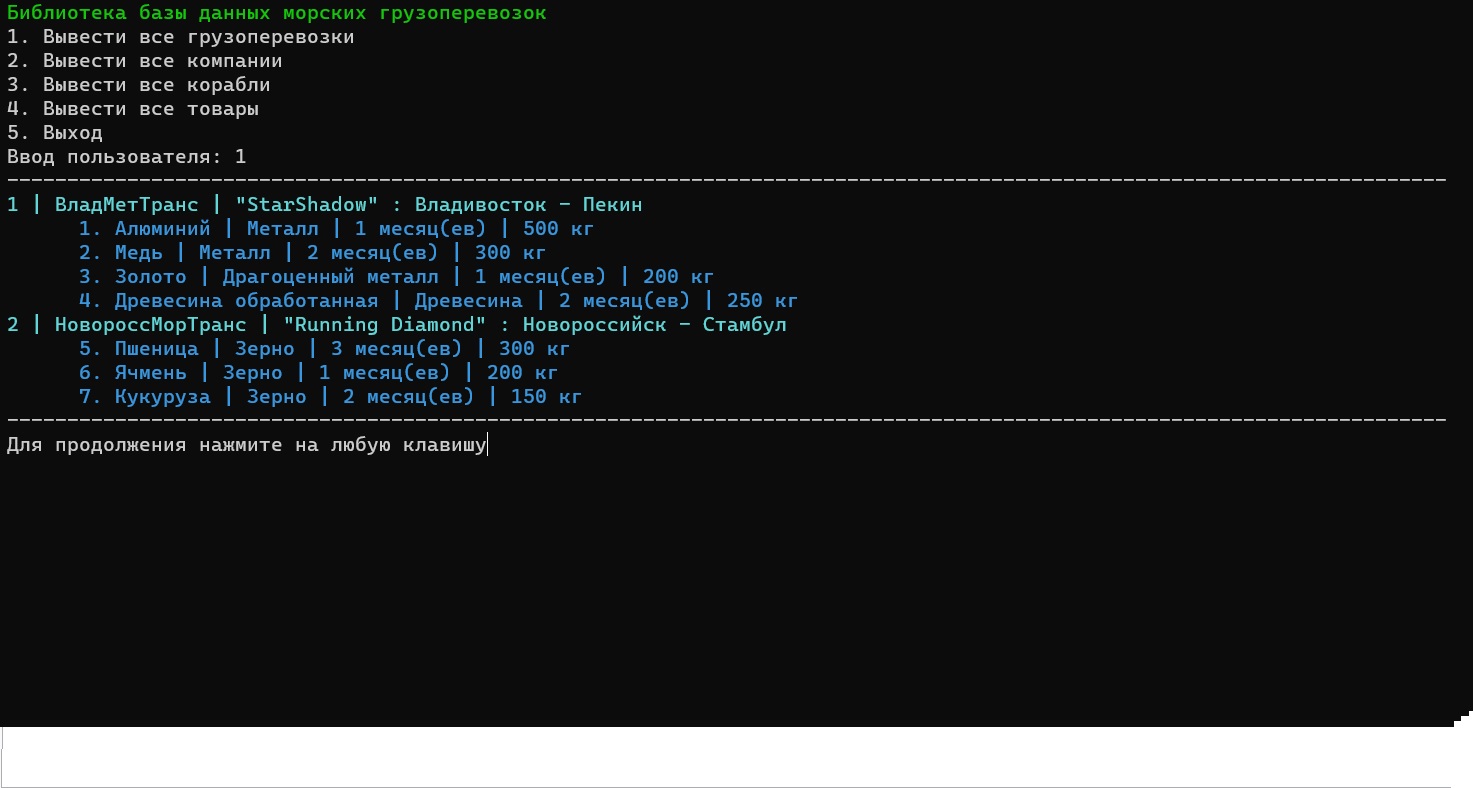 Библиотека базы данных морских грузоперевозок
1. Вывести все грузоперевозки
2. Вывести все компании
3. Вывести все корабли
4. Вывести все товары
5. Выход
Ввод пользователя: 1
------------------------------------------------------------------------------------------------------------------------
1 | ВладМетТранс | "StarShadow" : Владивосток - Пекин
1. Алюминий | Металл | 1 месяц(ев) | 500 кг
2. Медь | Металл | 2 месяц(ев) | 300 кг
3. Золото | Драгоценный металл | 1 месяц(ев) | 200 кг
4. Древесина обработанная | Древесина | 2 месяц(ев) | 250 кг
2 | НовороссМорТранс | "Running Diamond" : Новороссийск - Стамбул
5. Пшеница | Зерно | 3 месяц(ев) | 300 кг
6. Ячмень | Зерно | 1 месяц(ев) | 200 кг
7. Кукуруза | Зерно | 2 месяц(ев) | 150 кг
------------------------------------------------------------------------------------------------------------------------
Для продолжения нажмите на любую клавишу